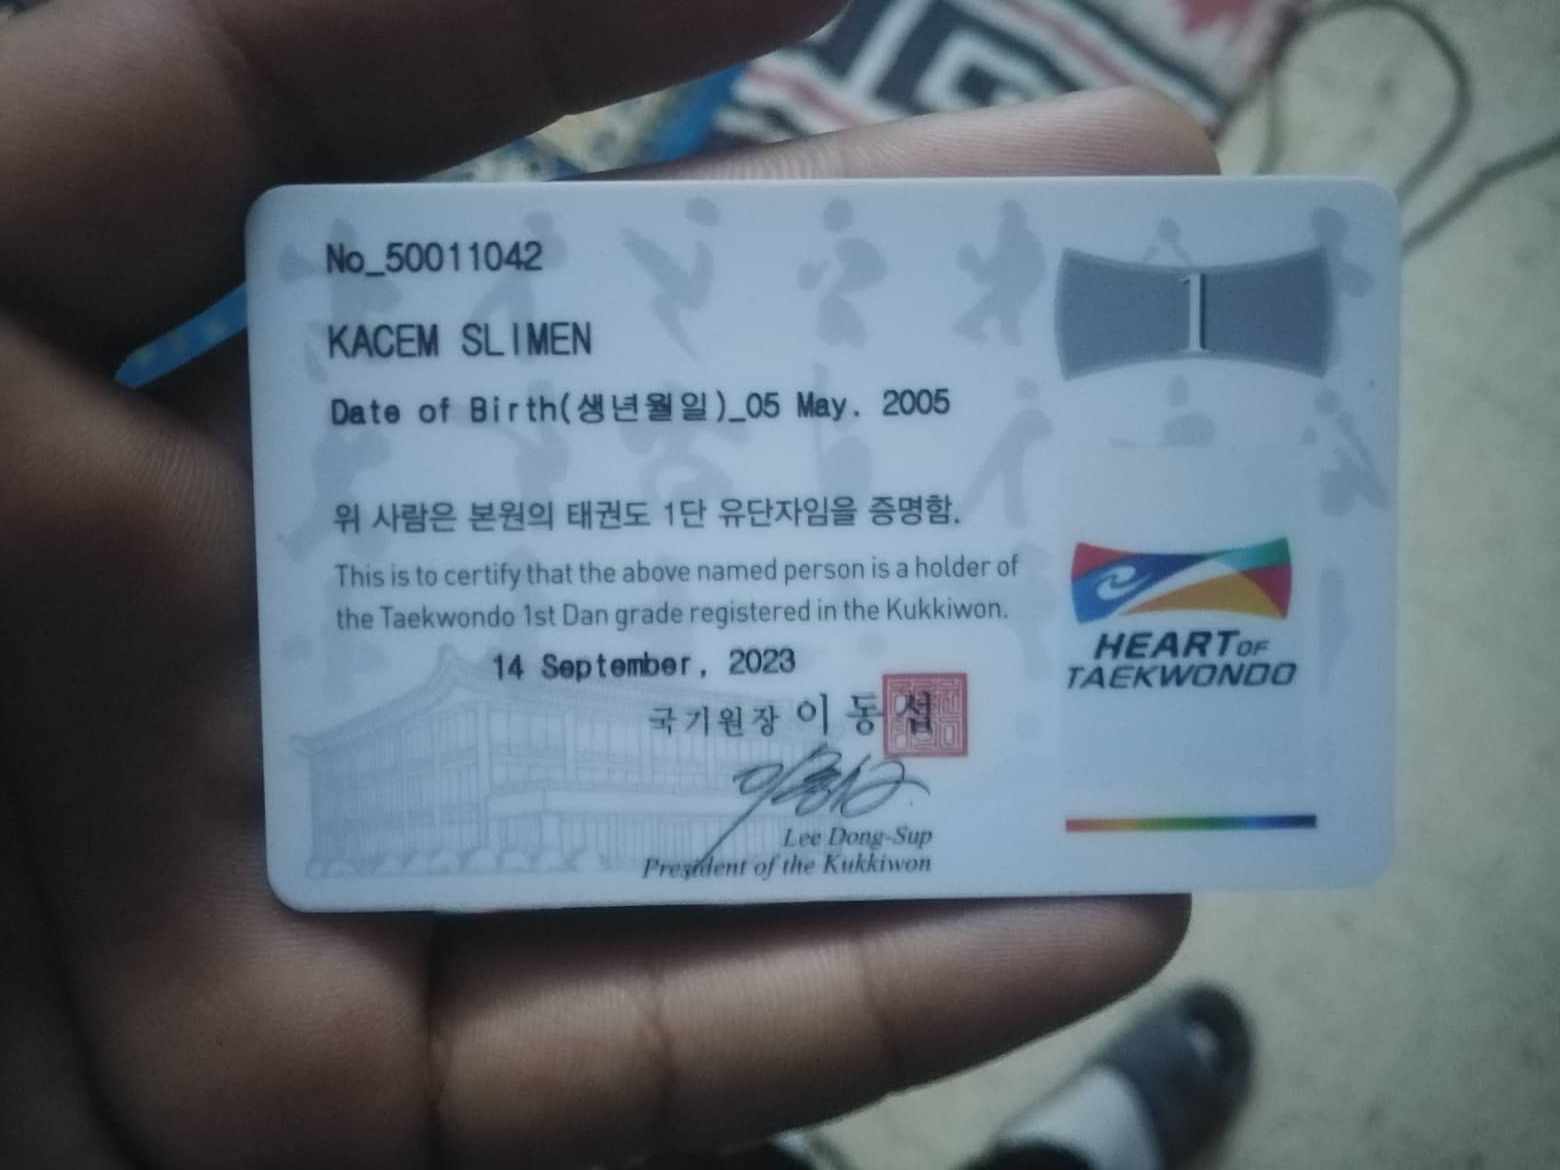 No_50011042
1
KACEM SLIMEN
Date of Birth(생년월일)_05 May. 2005
위 사람은 본원의 태권도 1단 유단자임을 증명함.
This is to certify that the above named person is a holder of
the Taekwondo 1st Dan grade registered in the Kukkiwon.
14 September, 2023
국기원장 이동섭
Lee Dong-Sup
President of the Kukkiwon
HEART OF
TAEKWONDO